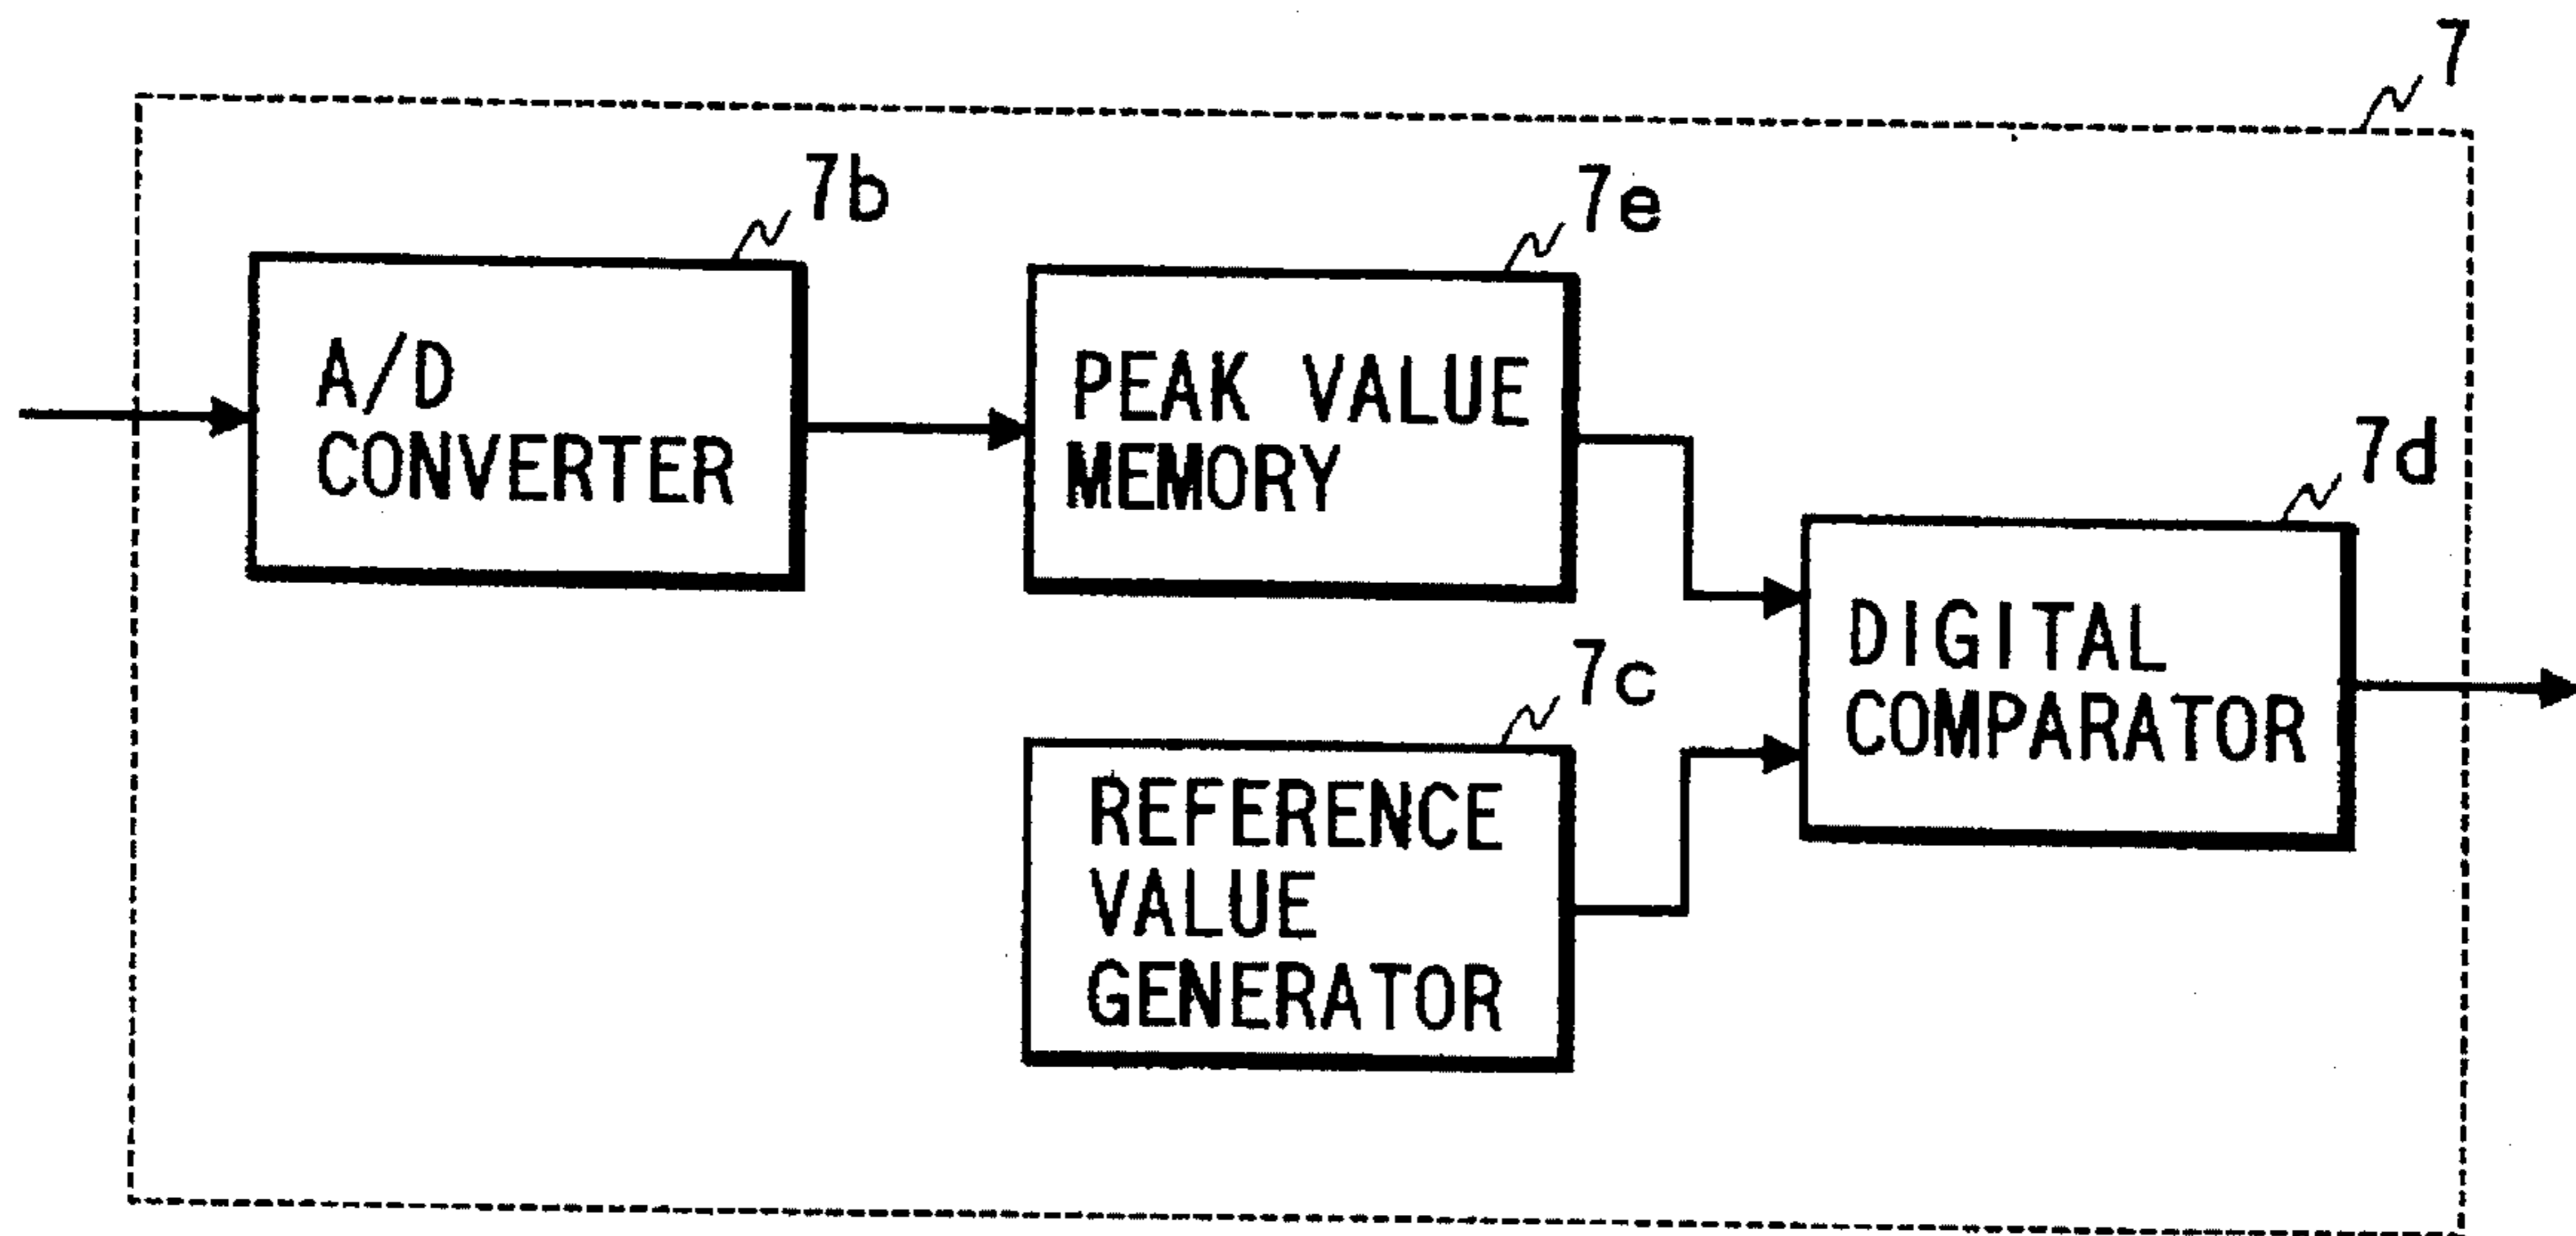 7
7b
7e
A/D
CONVERTER
PEAK VALUE
MEMORY
7d
DIGITAL
COMPARATOR
7c
REFERENCE
VALUE
GENERATOR